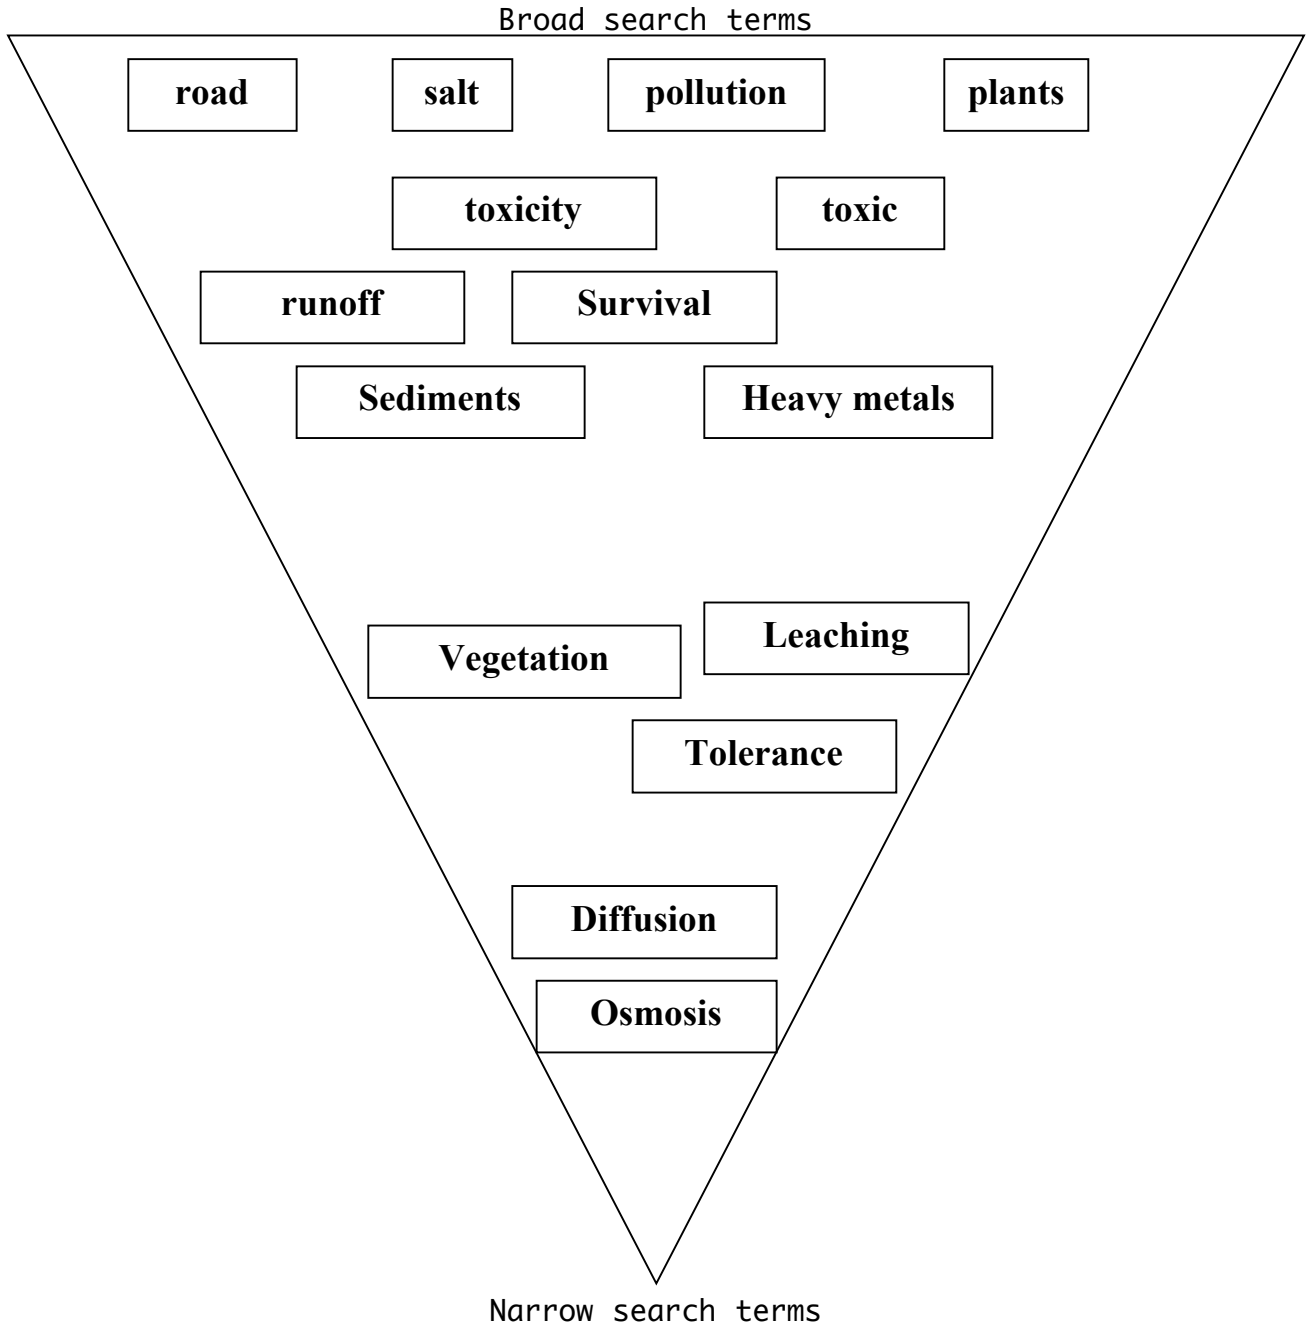 Broad search terms
road salt pollution plants
toxicity toxic
runoff Survival
Sediments Heavy metals
Leaching
Vegetation
Tolerance
Diffusion
Osmosis
Narrow search terms